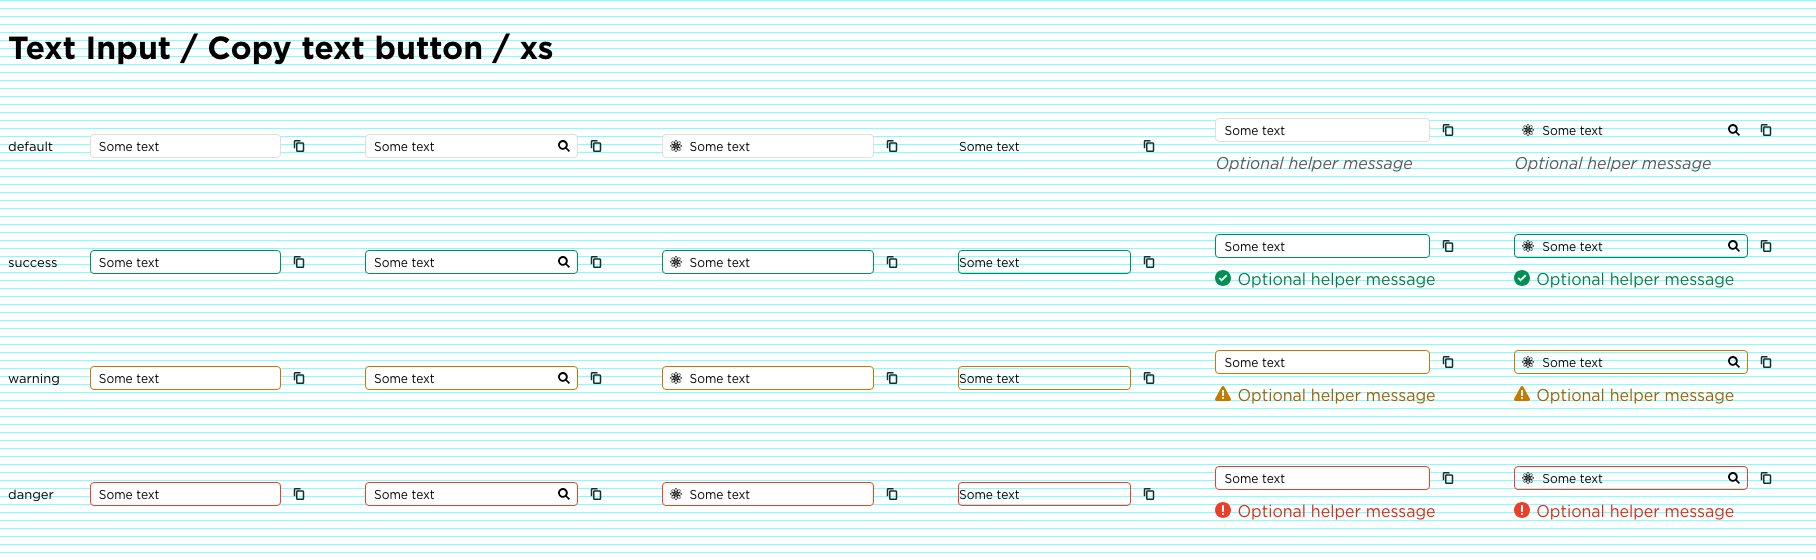 Text Input / Copy text button / xs
default Some text Some text Some text Some text Some text Some text
Optional helper message Optional helper message
success Some text Some text Some text Some text Some text Some text
Optional helper message Optional helper message
warning Some text Some text Some text Some text Some text Some text
Optional helper message Optional helper message
danger Some text Some text Some text Some text Some text Some text
Optional helper message Optional helper message